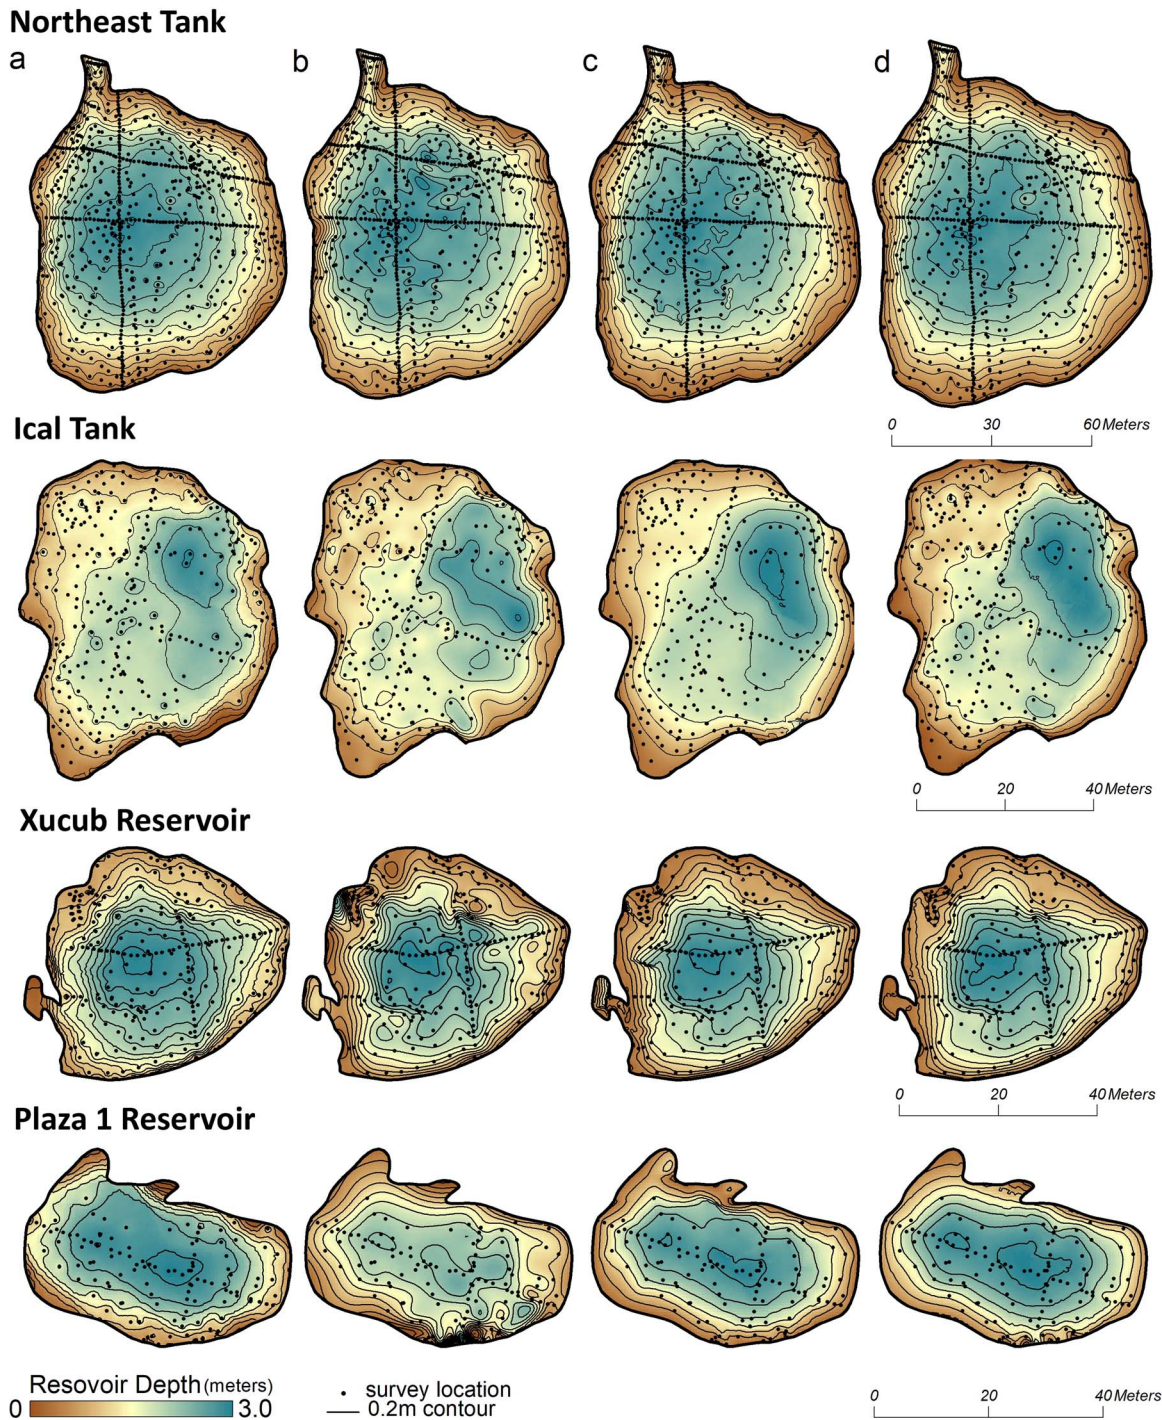 Northeast Tank
a b c d
0 30 60 Meters
Ical Tank
0 20 40 Meters
Xucub Reservoir
0 20 40 Meters
Plaza 1 Reservoir
Resovoir Depth (meters)
0 3.0
survey location
0.2m contour
0 20 40 Meters